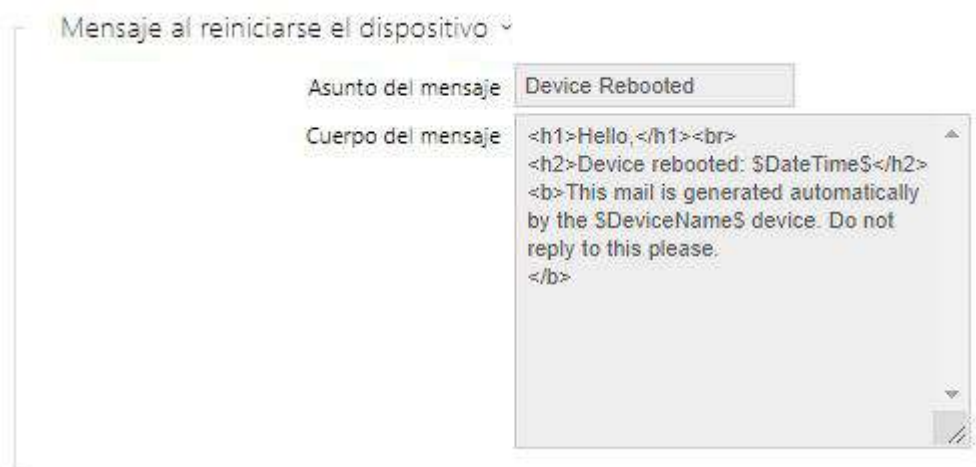 Mensaje al reiniciarse el dispositivo
Asunto del mensaje Device Rebooted
Cuerpo del mensaje <h1>Hello,</h1><br>
<h2>Device rebooted: $DateTime$</h2>
<b>This mail is generated automatically
by the $DeviceName$ device. Do not
reply to this please.
</b>